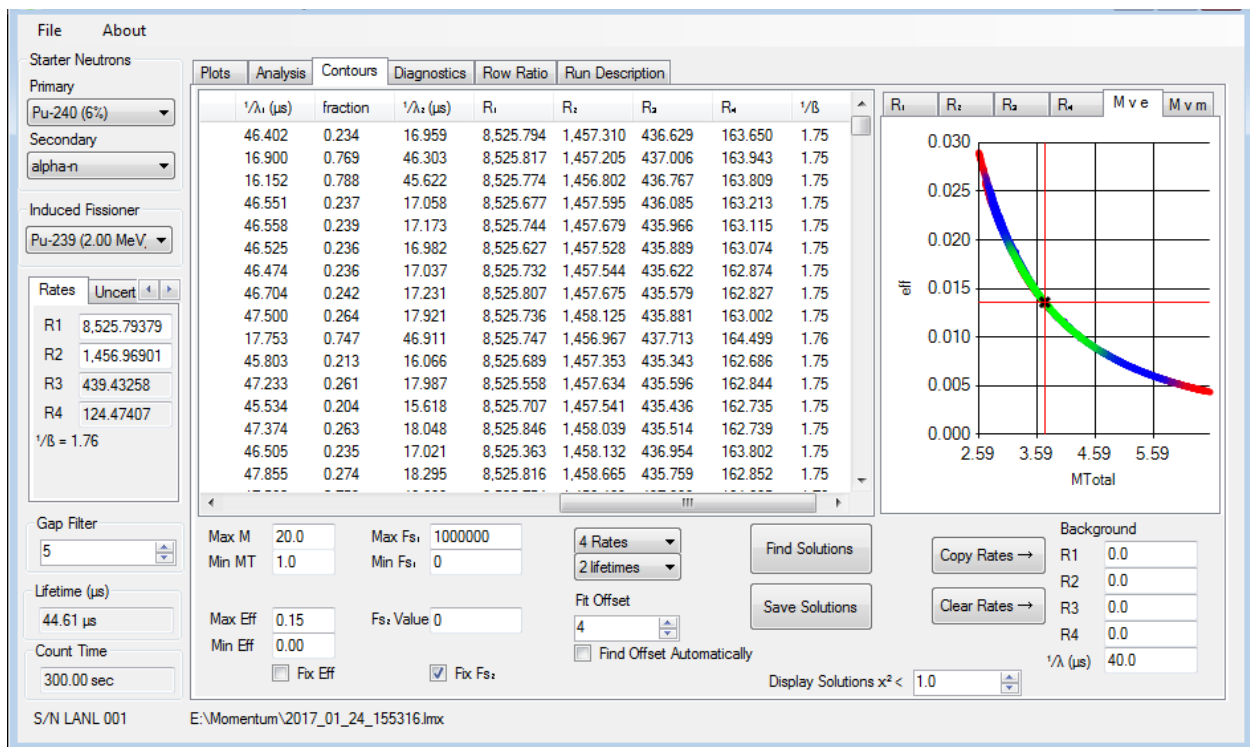 File About
Starter Neutrons
Primary
Pu-240 (6%)
Secondary
alpha-n
Induced Fissioner
Pu-239 (2.00 MeV,
Rates Uncert
R1 8,525.79379
R2 1,456.96901
R3 439.43258
R4 124.47407
¹/ß = 1.76
Gap Filter
5
Lifetime (µs)
44.61 µs
Count Time
300.00 sec
Plots Analysis Contours Diagnostics Row Ratio Run Description
¹/λ₁ (µs) fraction ¹/λ₂ (µs) R₁ R₂ R₃ R₄ ¹/ß
46.402 0.234 16.959 8,525.794 1,457.310 436.629 163.650 1.75
16.900 0.769 46.303 8,525.817 1,457.205 437.006 163.943 1.75
16.152 0.788 45.622 8,525.774 1,456.802 436.767 163.809 1.75
46.551 0.237 17.058 8,525.677 1,457.595 436.085 163.213 1.75
46.558 0.239 17.173 8,525.744 1,457.679 435.966 163.115 1.75
46.525 0.236 16.982 8,525.627 1,457.528 435.889 163.074 1.75
46.474 0.236 17.037 8,525.732 1,457.544 435.622 162.874 1.75
46.704 0.242 17.231 8,525.807 1,457.675 435.579 162.827 1.75
47.500 0.264 17.921 8,525.736 1,458.125 435.881 163.002 1.75
17.753 0.747 46.911 8,525.747 1,456.967 437.713 164.499 1.76
45.803 0.213 16.066 8,525.689 1,457.353 435.343 162.686 1.75
47.233 0.261 17.987 8,525.558 1,457.634 435.596 162.844 1.75
45.534 0.204 15.618 8,525.707 1,457.541 435.436 162.735 1.75
47.374 0.263 18.048 8,525.846 1,458.039 435.514 162.739 1.75
46.505 0.235 17.021 8,525.363 1,458.132 436.954 163.802 1.75
47.855 0.274 18.295 8,525.816 1,458.665 435.759 162.852 1.75
R₁ R₂ R₃ R₄ M v e M v m
0.030
0.025
0.020
0.015
0.010
0.005
0.000
eff
2.59 3.59 4.59 5.59
MTotal
Max M 20.0 Max Fs₁ 1000000
Min MT 1.0 Min Fs₁ 0
Max Eff 0.15 Fs₂ Value 0
Min Eff 0.00
Fix Eff Fix Fs₂
4 Rates
2 lifetimes
Fit Offset
4
Find Offset Automatically
Find Solutions
Save Solutions
Display Solutions x² < 1.0
Copy Rates →
Clear Rates →
Background
R1 0.0
R2 0.0
R3 0.0
R4 0.0
¹/λ (µs) 40.0
S/N LANL 001 E:\Momentum\2017_01_24_155316.lmx